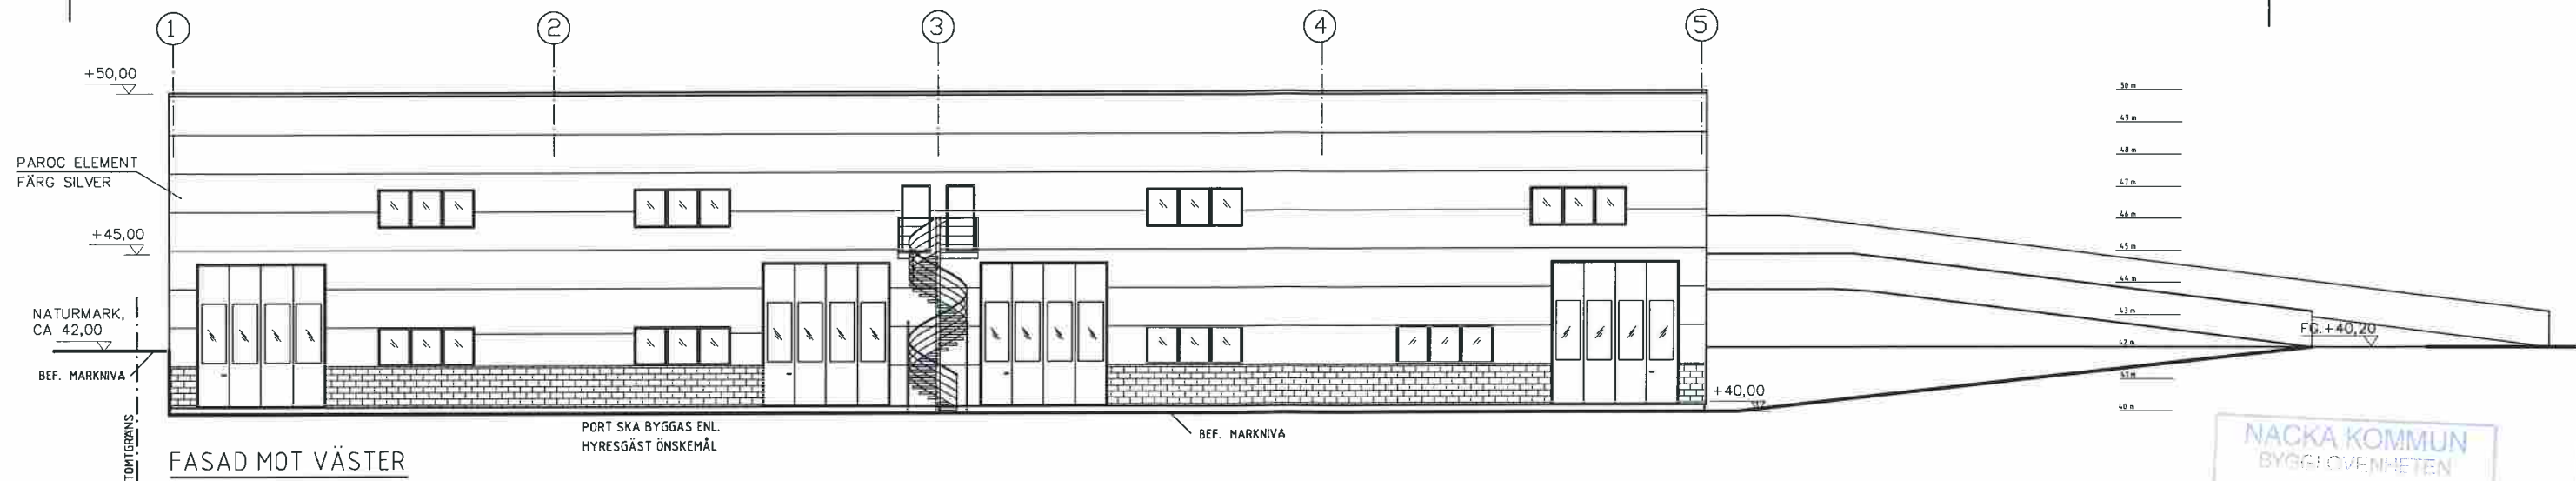 1 2 3 4 5
+50,00
PAROC ELEMENT
FÄRG SILVER
+45,00
NATURMARK,
CA 42,00
BEF. MARKNIVÅ
TOMTGRÄNS
FASAD MOT VÄSTER
PORT SKA BYGGAS ENL.
HYRESGÄST ÖNSKEMÅL
BEF. MARKNIVÅ
+40,00
FG.+40,20
50 m
49 m
48 m
47 m
46 m
45 m
44 m
43 m
42 m
41 m
40 m
NACKA KOMMUN
BYGGLOVENHETEN